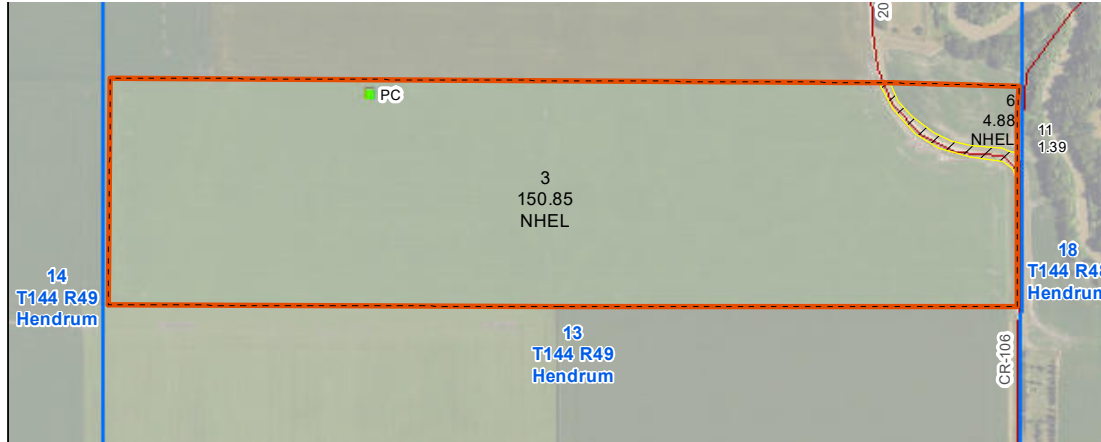 20
PC
6
4.88
NHEL
11
1.39
3
150.85
NHEL
14
T144 R49
Hendrum
18
T144 R48
Hendrum
13
T144 R49
Hendrum
CR-106